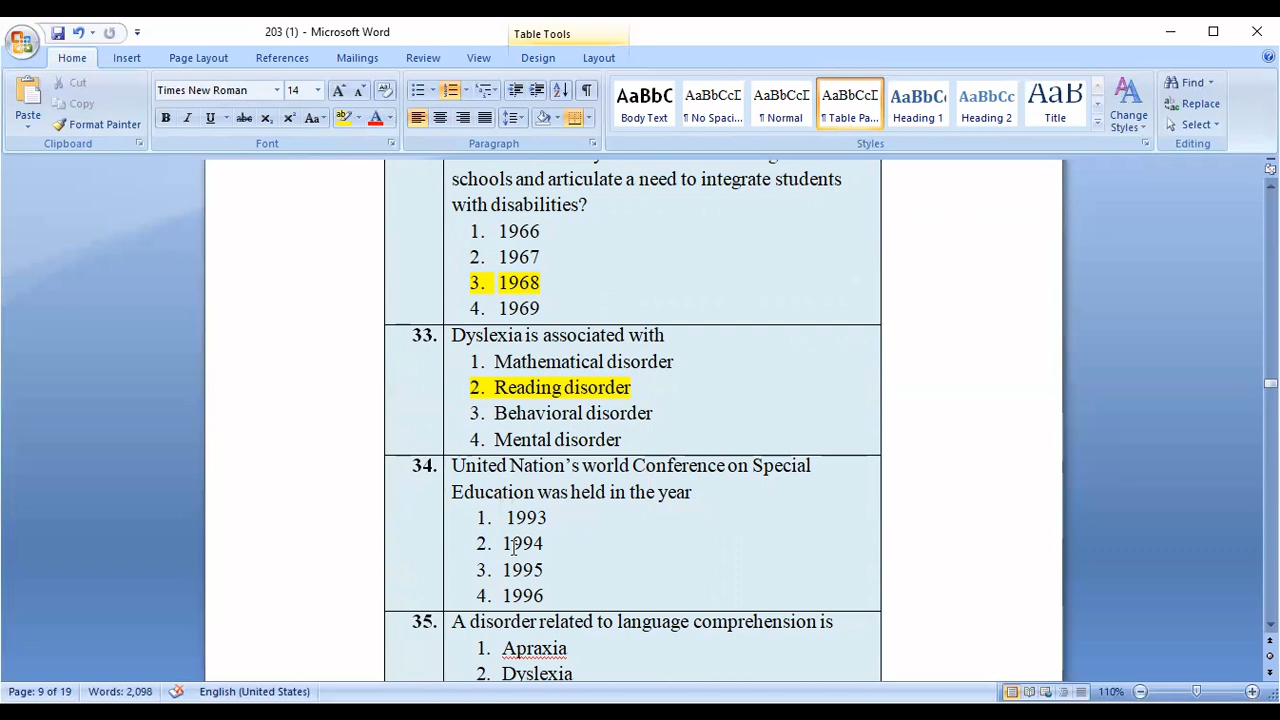 203 (1) - Microsoft Word
Table Tools
Home Insert Page Layout References Mailings Review View Design Layout
Paste
Cut
Copy
Format Painter
Clipboard
Times New Roman 14
Font
Paragraph
AaBbC AaBbCcD AaBbCcD AaBbCcD AaBbC AaBbCc AaB
Body Text ¶ No Spaci... ¶ Normal ¶ Table Pa... Heading 1 Heading 2 Title
Change Styles
Styles
Find
Replace
Select
Editing
schools and articulate a need to integrate students
with disabilities?
1. 1966
2. 1967
3. 1968
4. 1969
33. Dyslexia is associated with
1. Mathematical disorder
2. Reading disorder
3. Behavioral disorder
4. Mental disorder
34. United Nation's world Conference on Special
Education was held in the year
1. 1993
2. 1994
3. 1995
4. 1996
35. A disorder related to language comprehension is
1. Apraxia
2. Dyslexia
Page: 9 of 19 Words: 2,098 English (United States) 110%